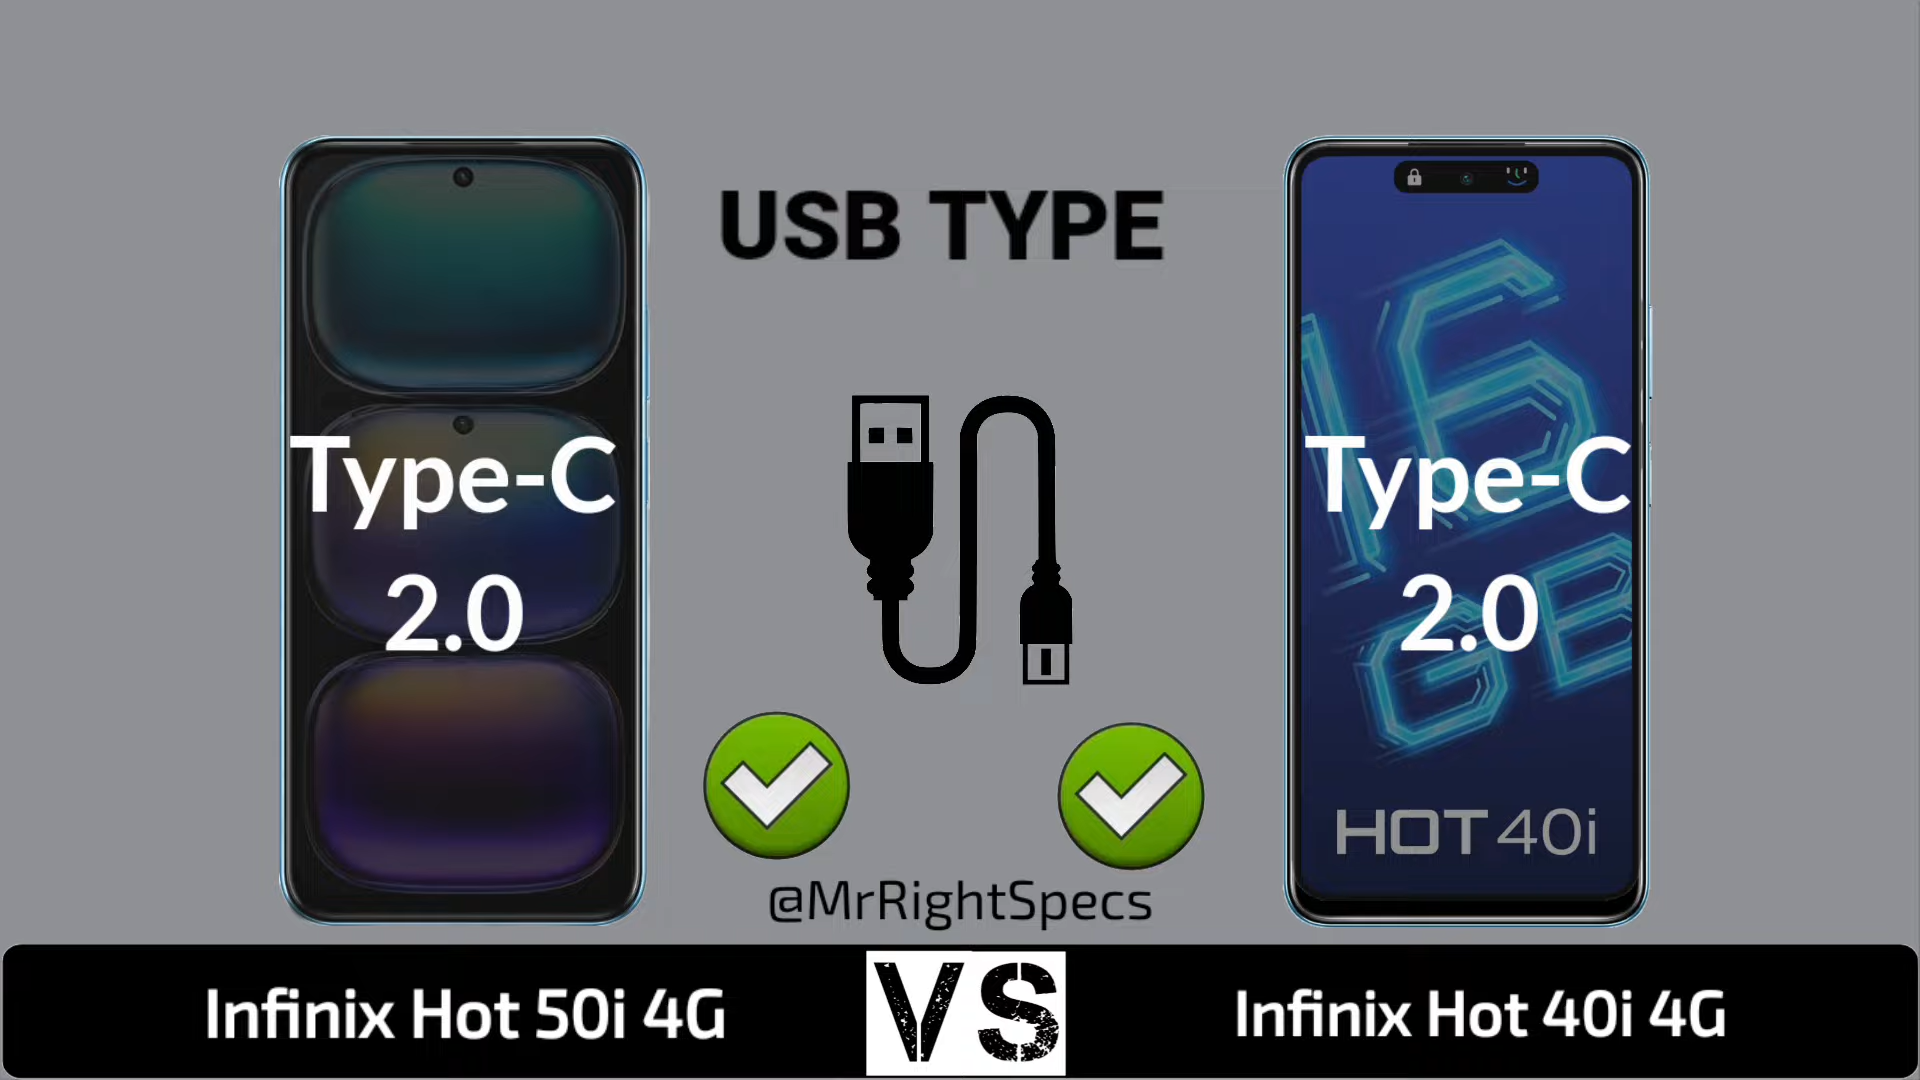 USB TYPE
Type-C
2.0
Type-C
2.0
16
GB
HOT 40i
@MrRightSpecs
Infinix Hot 50i 4G
VS
Infinix Hot 40i 4G